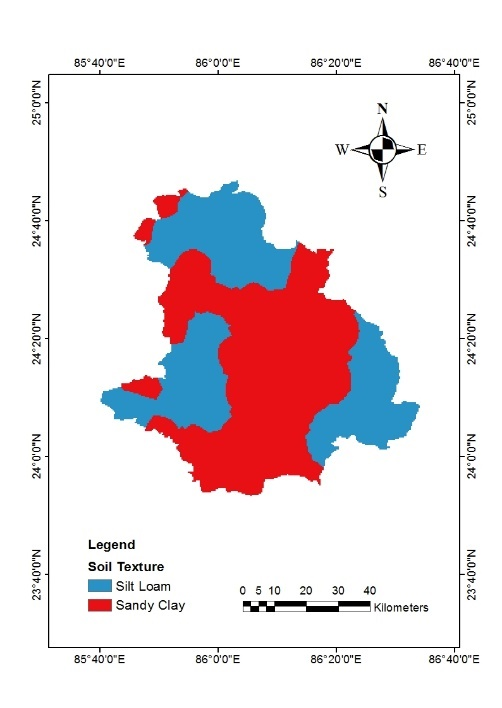 85°40'0"E 86°0'0"E 86°20'0"E 86°40'0"E
25°0'0"N 25°0'0"N
N
W E
S
24°40'0"N 24°40'0"N
24°20'0"N 24°20'0"N
24°0'0"N 24°0'0"N
23°40'0"N 23°40'0"N
Legend
Soil Texture
Silt Loam
Sandy Clay
0 5 10 20 30 40
Kilometers
85°40'0"E 86°0'0"E 86°20'0"E 86°40'0"E